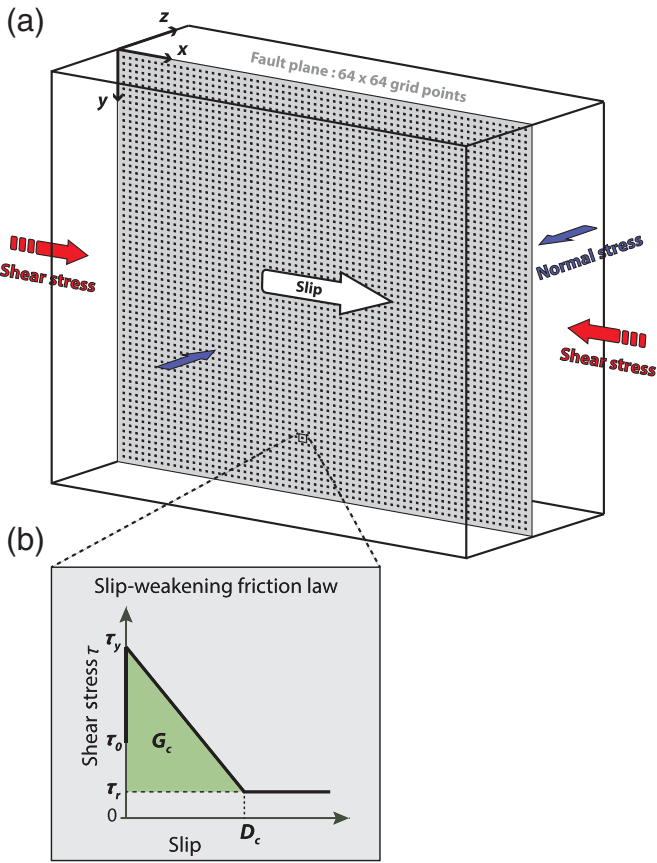 (a)
z
x
y
Fault plane : 64 x 64 grid points
Shear stress
Slip
Normal stress
Shear stress
(b)
Slip-weakening friction law
Shear stress τ
τy
τ0
τr
0
Gc
Dc
Slip